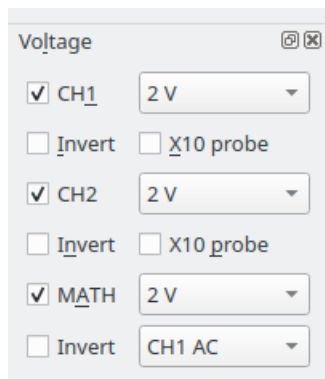 Voltage
CH1 2 V
Invert X10 probe
CH2 2 V
Invert X10 probe
MATH 2 V
Invert CH1 AC